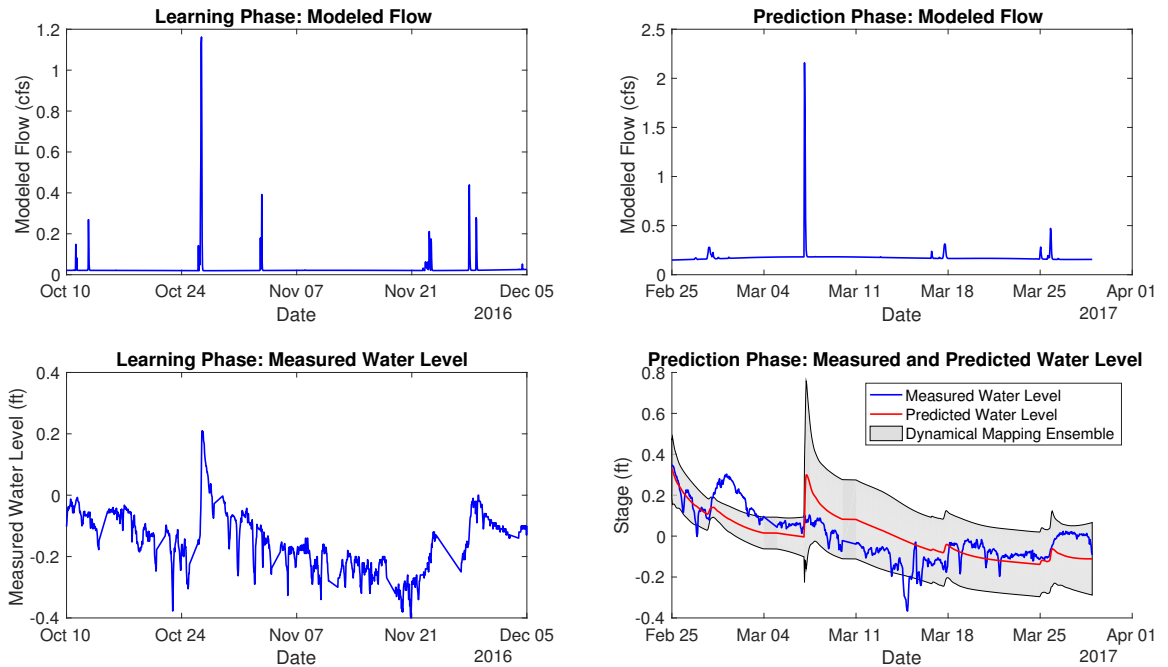 Learning Phase: Modeled Flow
Modeled Flow (cfs)
1.2
1
0.8
0.6
0.4
0.2
0
Oct 10
Oct 24
Nov 07
Nov 21
Dec 05
Date
2016
Prediction Phase: Modeled Flow
Modeled Flow (cfs)
2.5
2
1.5
1
0.5
0
Feb 25
Mar 04
Mar 11
Mar 18
Mar 25
Apr 01
Date
2017
Learning Phase: Measured Water Level
Measured Water Level (ft)
0.4
0.2
0
-0.2
-0.4
Oct 10
Oct 24
Nov 07
Nov 21
Dec 05
Date
2016
Prediction Phase: Measured and Predicted Water Level
Stage (ft)
0.8
0.6
0.4
0.2
0
-0.2
-0.4
Measured Water Level
Predicted Water Level
Dynamical Mapping Ensemble
Feb 25
Mar 04
Mar 11
Mar 18
Mar 25
Apr 01
Date
2017